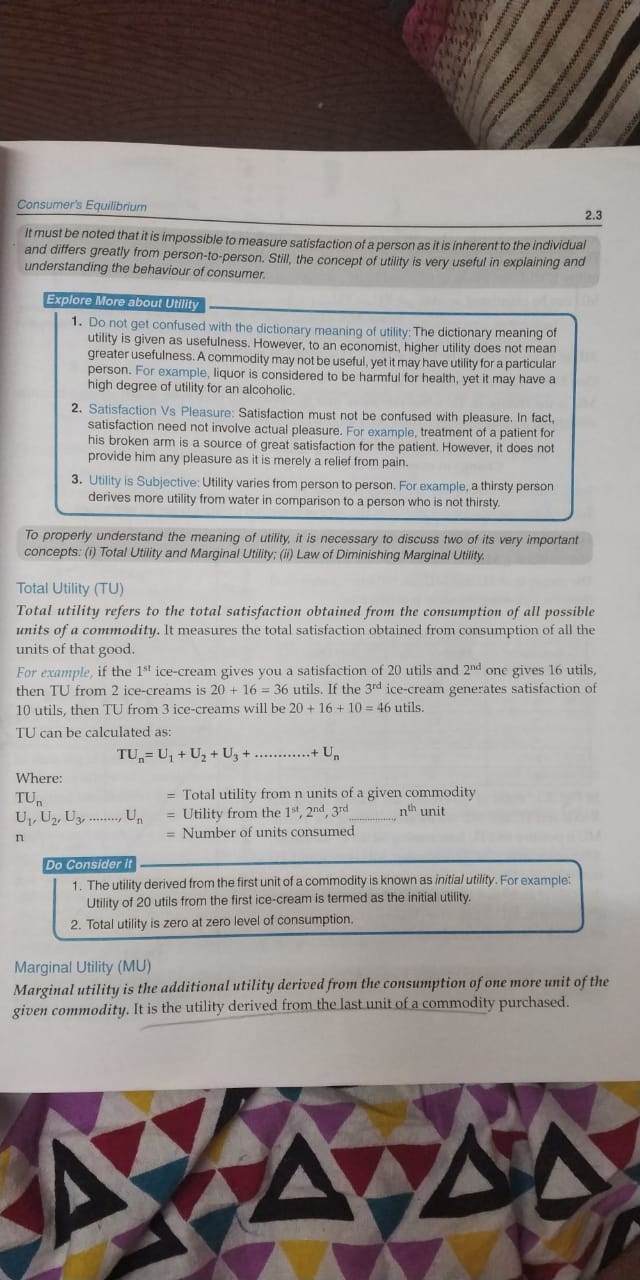 Consumer's Equilibrium
2.3
It must be noted that it is impossible to measure satisfaction of a person as it is inherent to the individual
and differs greatly from person-to-person. Still, the concept of utility is very useful in explaining and
understanding the behaviour of consumer.
Explore More about Utility
1. Do not get confused with the dictionary meaning of utility: The dictionary meaning of
utility is given as usefulness. However, to an economist, higher utility does not mean
greater usefulness. A commodity may not be useful, yet it may have utility for a particular
person. For example, liquor is considered to be harmful for health, yet it may have a
high degree of utility for an alcoholic.
2. Satisfaction Vs Pleasure: Satisfaction must not be confused with pleasure. In fact,
satisfaction need not involve actual pleasure. For example, treatment of a patient for
his broken arm is a source of great satisfaction for the patient. However, it does not
provide him any pleasure as it is merely a relief from pain.
3. Utility is Subjective: Utility varies from person to person. For example, a thirsty person
derives more utility from water in comparison to a person who is not thirsty.
To properly understand the meaning of utility, it is necessary to discuss two of its very important
concepts: (i) Total Utility and Marginal Utility; (ii) Law of Diminishing Marginal Utility.
Total Utility (TU)
Total utility refers to the total satisfaction obtained from the consumption of all possible
units of a commodity. It measures the total satisfaction obtained from consumption of all the
units of that good.
For example, if the 1st ice-cream gives you a satisfaction of 20 utils and 2nd one gives 16 utils,
then TU from 2 ice-creams is 20 + 16 = 36 utils. If the 3rd ice-cream generates satisfaction of
10 utils, then TU from 3 ice-creams will be 20 + 16 + 10 = 46 utils.
TU can be calculated as:
TUn = U1 + U2 + U3 + ............+ Un
Where:
TUn = Total utility from n units of a given commodity
U1, U2, U3, ........, Un = Utility from the 1st, 2nd, 3rd ............, nth unit
n = Number of units consumed
Do Consider it
1. The utility derived from the first unit of a commodity is known as initial utility. For example:
Utility of 20 utils from the first ice-cream is termed as the initial utility.
2. Total utility is zero at zero level of consumption.
Marginal Utility (MU)
Marginal utility is the additional utility derived from the consumption of one more unit of the
given commodity. It is the utility derived from the last unit of a commodity purchased.